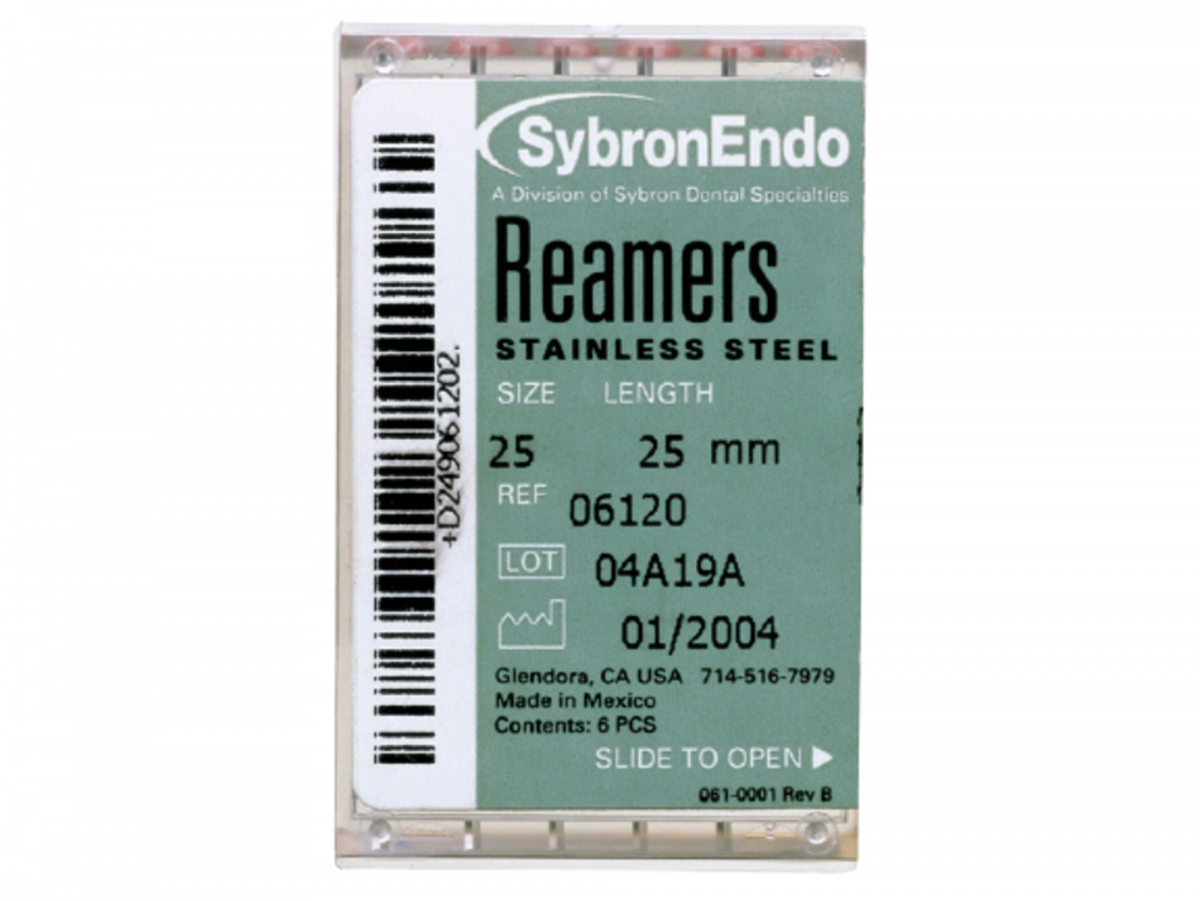 SybronEndo
A Division of Sybron Dental Specialties
Reamers
STAINLESS STEEL
SIZE LENGTH
25 25 mm
REF 06120
LOT 04A19A
01/2004
Glendora, CA USA 714-516-7979
Made in Mexico
Contents: 6 PCS
SLIDE TO OPEN ▶
061-0001 Rev B
+D249061202.